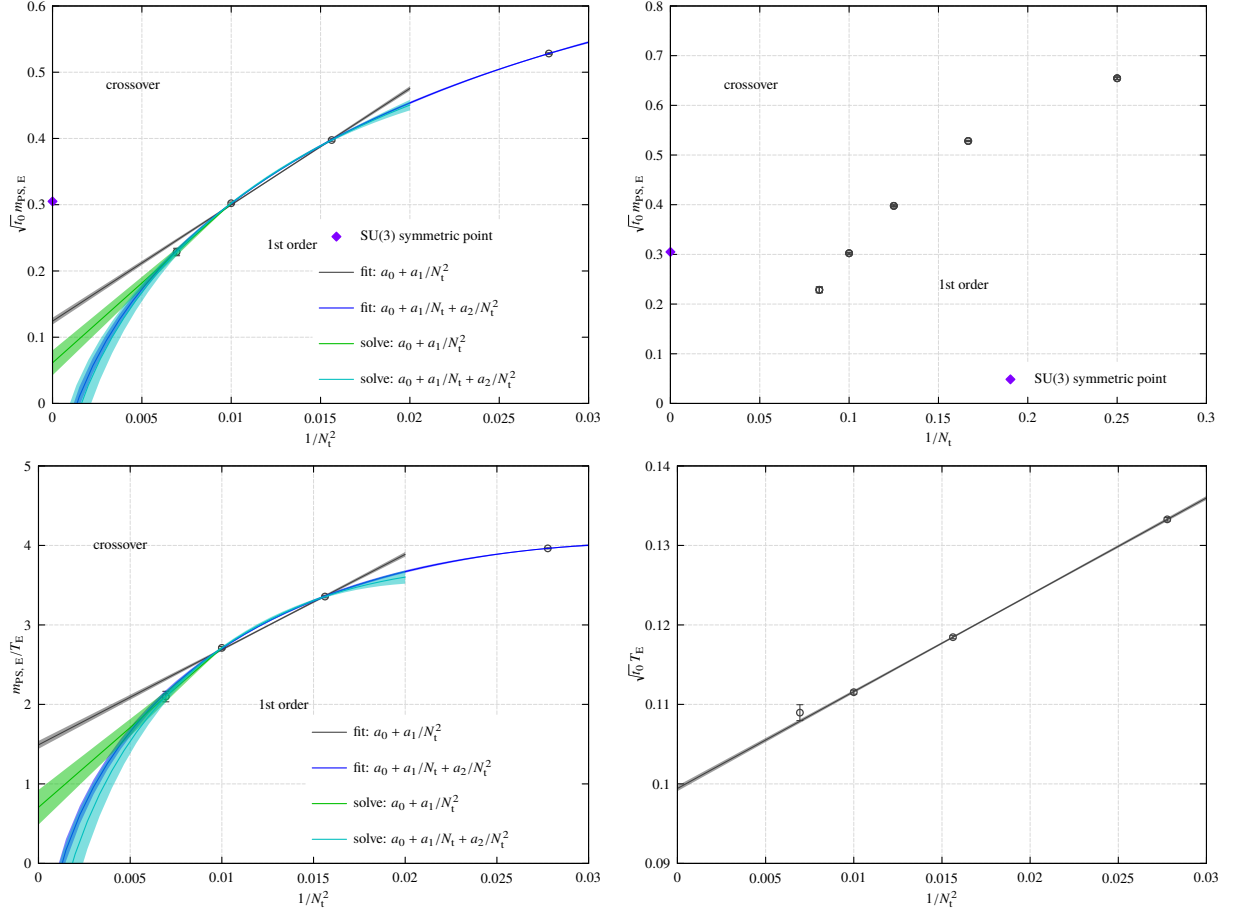 0.6
0.5
0.4
0.3
0.2
0.1
0
√t₀ m_PS, E
crossover
1st order
SU(3) symmetric point
fit: a₀ + a₁/Nₜ²
fit: a₀ + a₁/Nₜ + a₂/Nₜ²
solve: a₀ + a₁/Nₜ²
solve: a₀ + a₁/Nₜ + a₂/Nₜ²
0 0.005 0.01 0.015 0.02 0.025 0.03
1/Nₜ²
0.8
0.7
0.6
0.5
0.4
0.3
0.2
0.1
0
√t₀ m_PS, E
crossover
1st order
SU(3) symmetric point
0 0.05 0.1 0.15 0.2 0.25 0.3
1/Nₜ
5
4
3
2
1
0
m_PS, E/T_E
crossover
1st order
fit: a₀ + a₁/Nₜ²
fit: a₀ + a₁/Nₜ + a₂/Nₜ²
solve: a₀ + a₁/Nₜ²
solve: a₀ + a₁/Nₜ + a₂/Nₜ²
0 0.005 0.01 0.015 0.02 0.025 0.03
1/Nₜ²
0.14
0.13
0.12
0.11
0.1
0.09
√t₀ T_E
0 0.005 0.01 0.015 0.02 0.025 0.03
1/Nₜ²